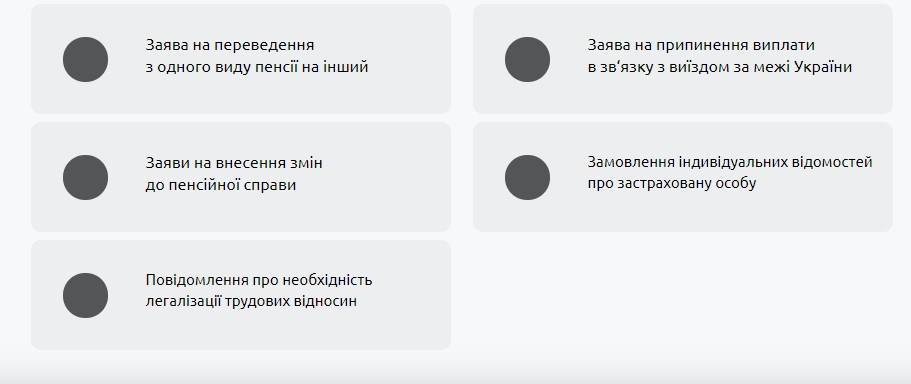 Заява на переведення
з одного виду пенсії на інший
Заява на припинення виплати
в зв‘язку з виїздом за межі України
Заяви на внесення змін
до пенсійної справи
Замовлення індивідуальних відомостей
про застраховану особу
Повідомлення про необхідність
легалізації трудових відносин